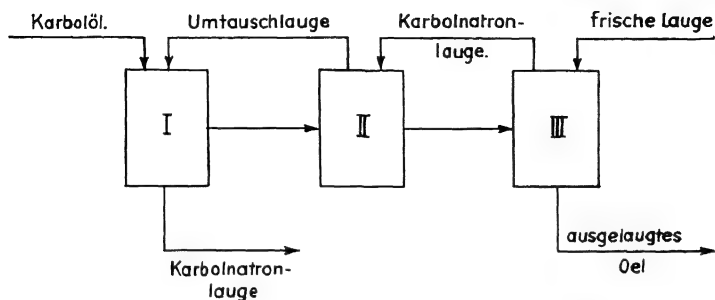 Karbolöl.
Umtauschlauge
Karbolnatron-
lauge.
frische Lauge
I
II
III
Karbolnatron-
lauge
ausgelaugtes
Oel